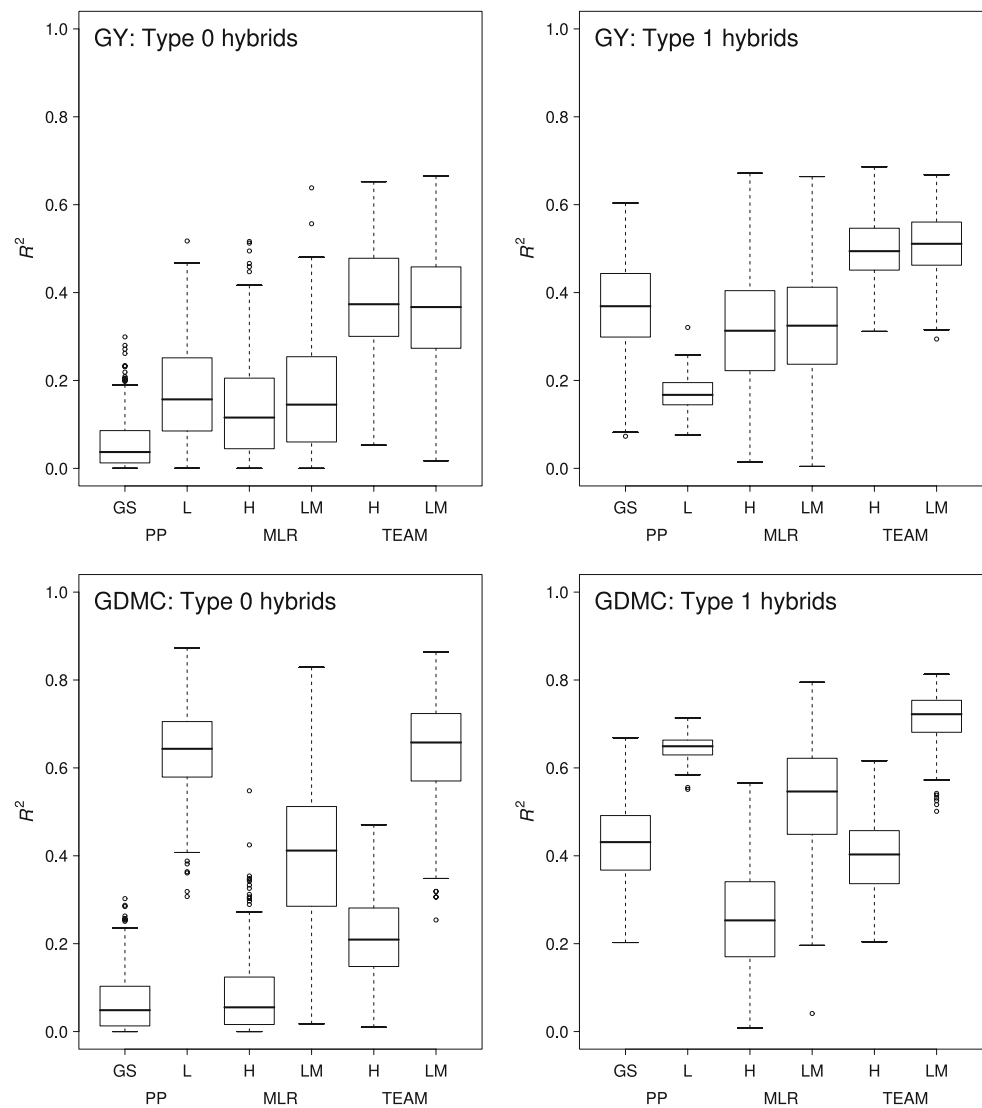 GY: Type 0 hybrids
1.0
0.8
0.6
0.4
0.2
0.0
R²
GS L H LM H LM
PP MLR TEAM
GY: Type 1 hybrids
1.0
0.8
0.6
0.4
0.2
0.0
R²
GS L H LM H LM
PP MLR TEAM
GDMC: Type 0 hybrids
1.0
0.8
0.6
0.4
0.2
0.0
R²
GS L H LM H LM
PP MLR TEAM
GDMC: Type 1 hybrids
1.0
0.8
0.6
0.4
0.2
0.0
R²
GS L H LM H LM
PP MLR TEAM